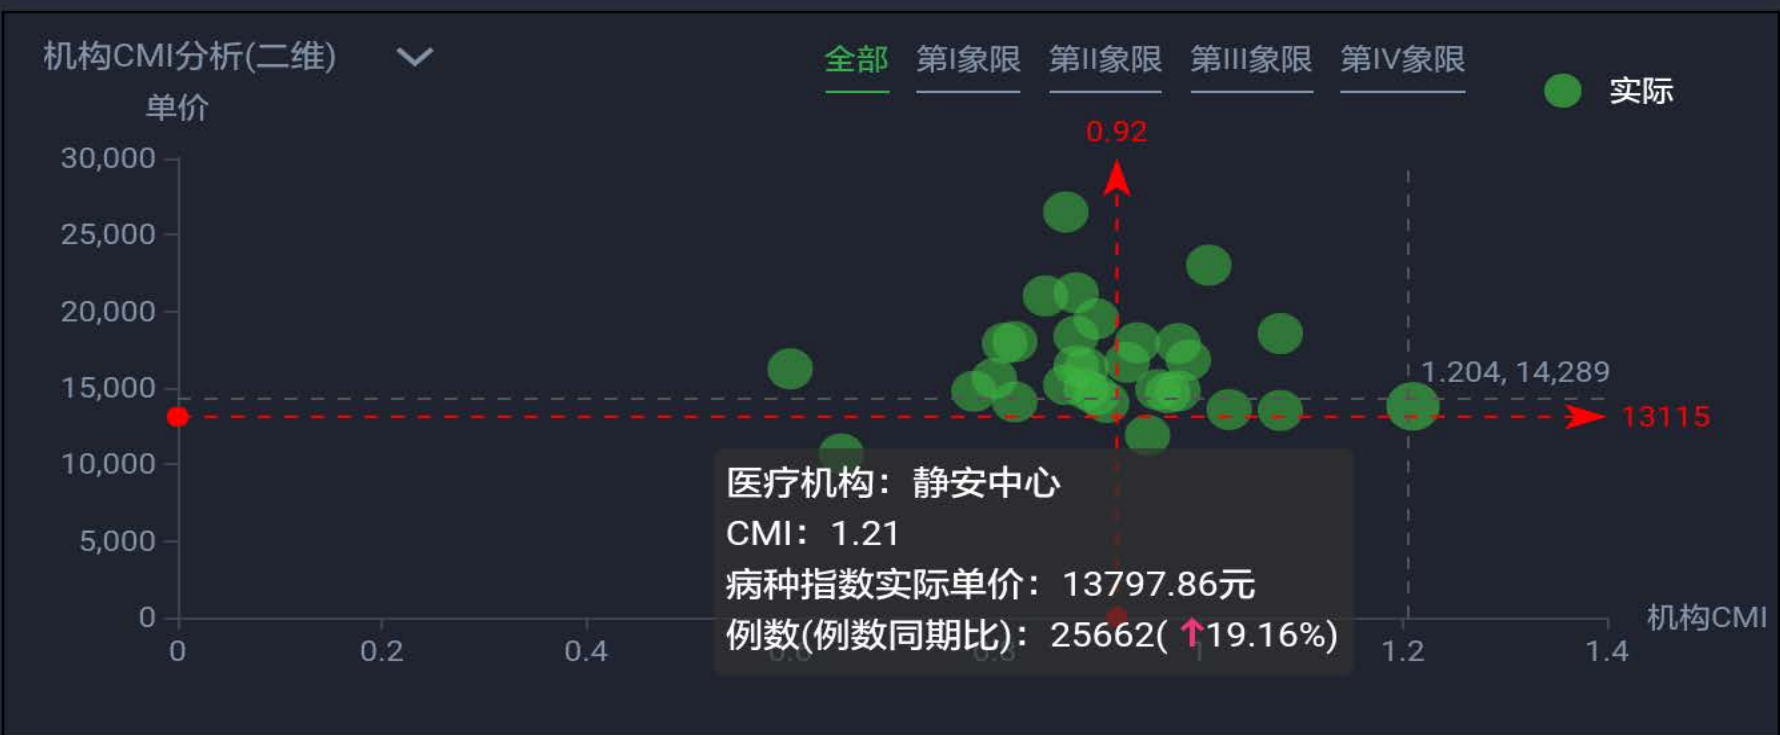 机构CMI分析(二维)
全部 第I象限 第II象限 第III象限 第IV象限
实际
单价
0.92
30,000
25,000
20,000
15,000
10,000
5,000
0
1.204, 14,289
13115
医疗机构：静安中心
CMI：1.21
病种指数实际单价：13797.86元
例数(例数同期比)：25662(↑19.16%)
机构CMI
0 0.2 0.4 0.6 0.8 1 1.2 1.4